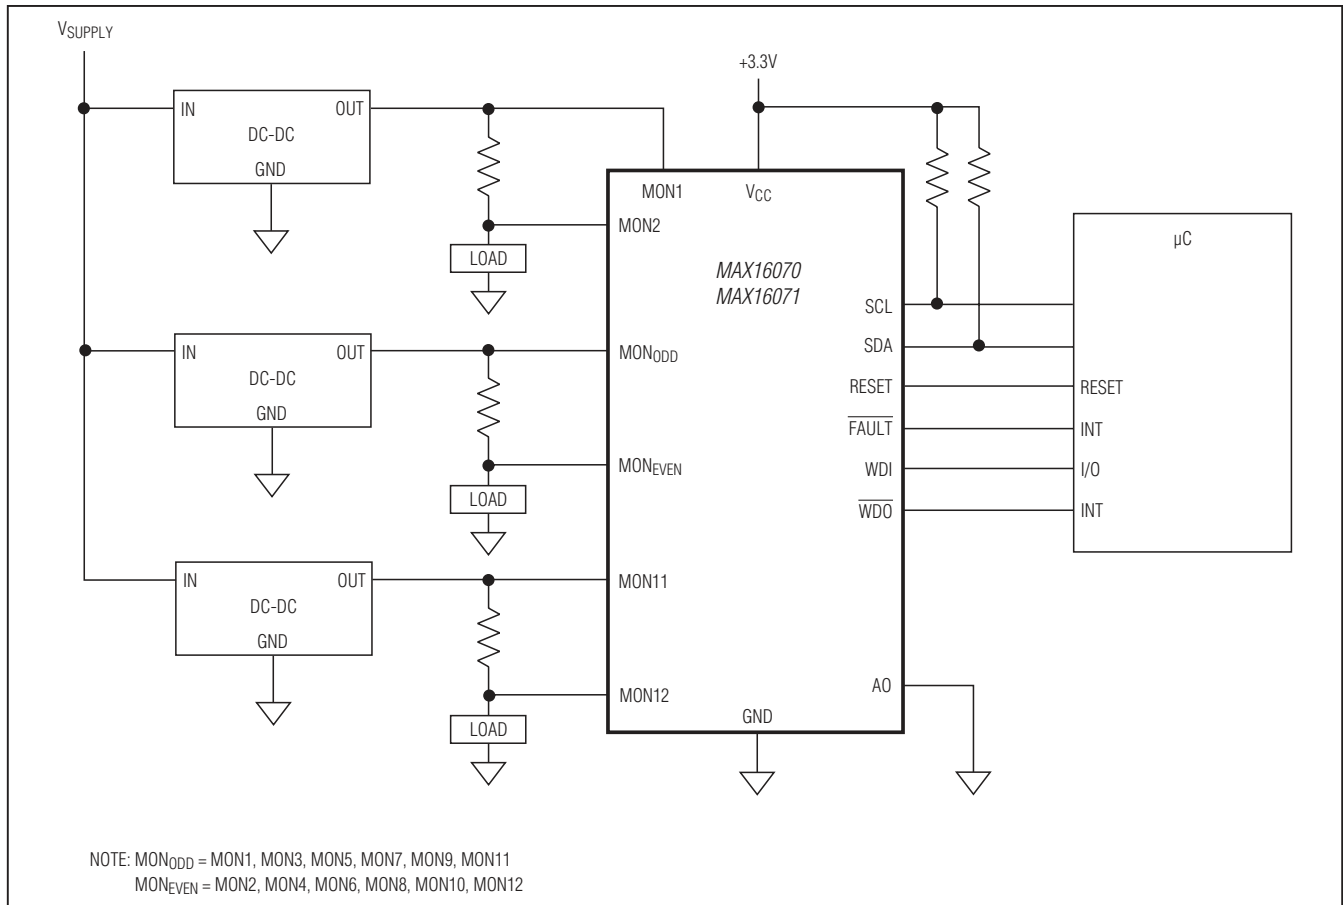 VSUPPLY
+3.3V
IN OUT
DC-DC
GND
MON1 VCC
MON2
LOAD
MAX16070
MAX16071
µC
SCL
SDA
IN OUT
DC-DC
GND
MONODD
MONEVEN
LOAD
RESET RESET
FAULT INT
WDI I/O
WDO INT
IN OUT
DC-DC
GND
MON11
MON12
LOAD
A0
GND
NOTE: MONODD = MON1, MON3, MON5, MON7, MON9, MON11
MONEVEN = MON2, MON4, MON6, MON8, MON10, MON12